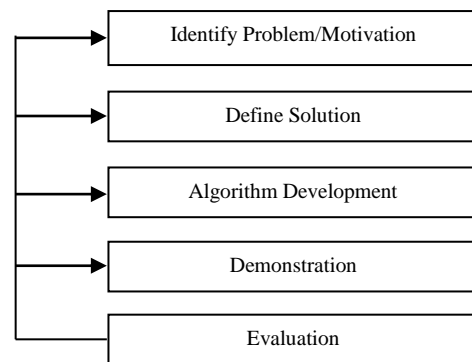 Identify Problem/Motivation
Define Solution
Algorithm Development
Demonstration
Evaluation